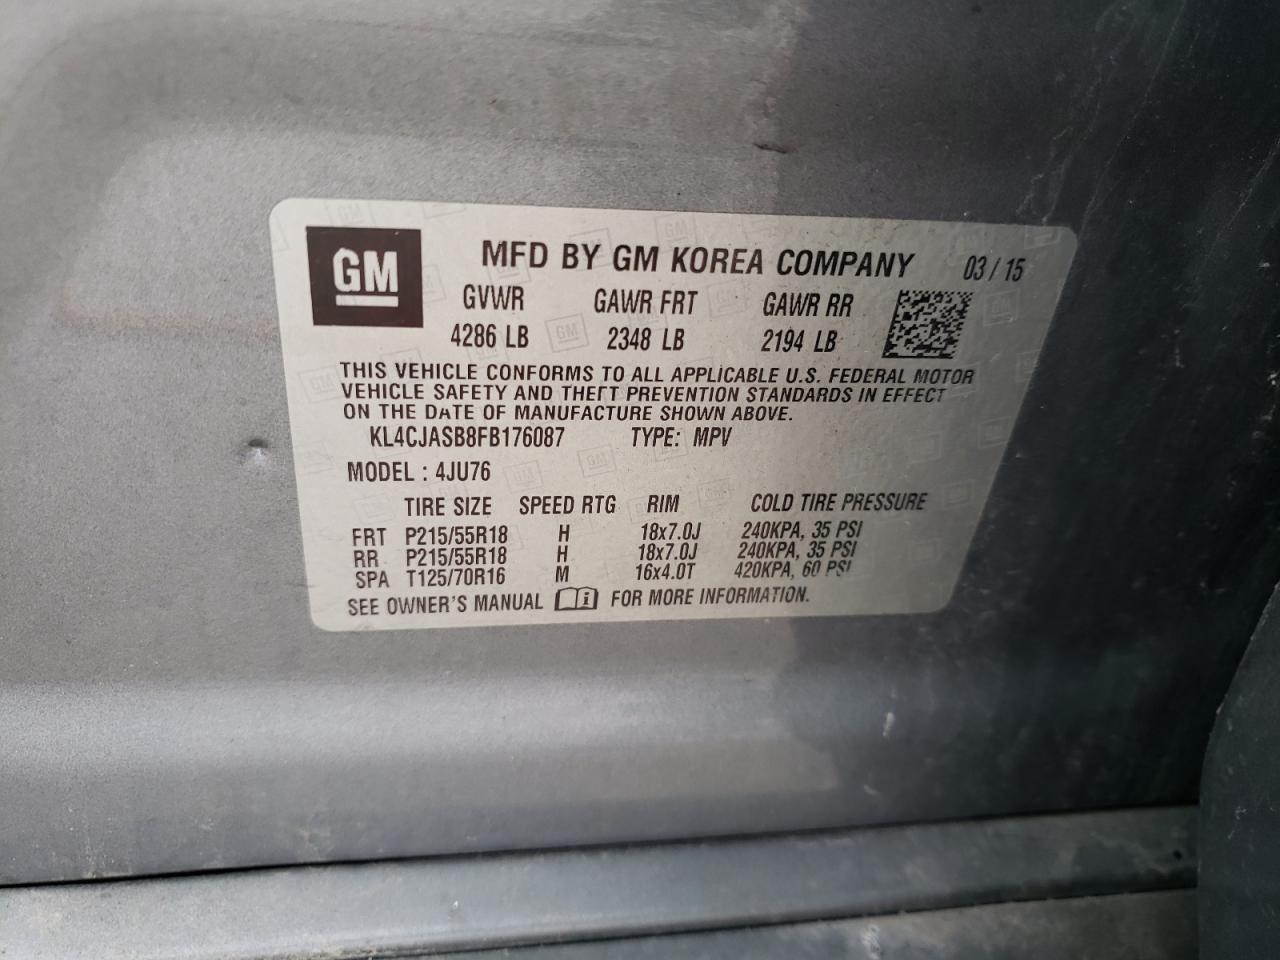 GM
MFD BY GM KOREA COMPANY 03/15
GVWR GAWR FRT GAWR RR
4286 LB 2348 LB 2194 LB
THIS VEHICLE CONFORMS TO ALL APPLICABLE U.S. FEDERAL MOTOR
VEHICLE SAFETY AND THEFT PREVENTION STANDARDS IN EFFECT
ON THE DATE OF MANUFACTURE SHOWN ABOVE.
KL4CJASB8FB176087 TYPE: MPV
MODEL : 4JU76
TIRE SIZE SPEED RTG RIM COLD TIRE PRESSURE
FRT P215/55R18 H 18x7.0J 240KPA, 35 PSI
RR P215/55R18 H 18x7.0J 240KPA, 35 PSI
SPA T125/70R16 M 16x4.0T 420KPA, 60 PSI
SEE OWNER'S MANUAL i FOR MORE INFORMATION.